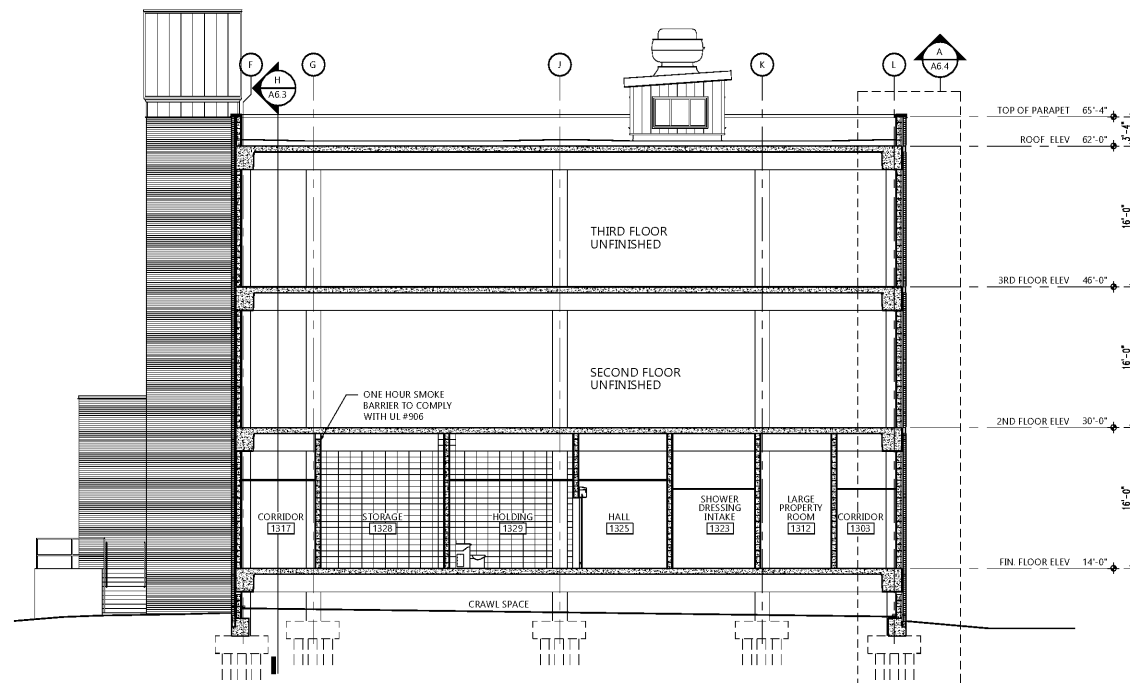 F
H
A6.3
G
J
K
L
A
A6.4
TOP OF PARAPET 65'-4"
3'-4"
ROOF ELEV 62'-0"
16'-0"
THIRD FLOOR
UNFINISHED
3RD FLOOR ELEV 46'-0"
16'-0"
SECOND FLOOR
UNFINISHED
ONE HOUR SMOKE
BARRIER TO COMPLY
WITH UL #906
2ND FLOOR ELEV 30'-0"
16'-0"
CORRIDOR
1317
STORAGE
1328
HOLDING
1329
HALL
1325
SHOWER
DRESSING
INTAKE
1323
LARGE
PROPERTY
ROOM
1312
CORRIDOR
1303
FIN. FLOOR ELEV 14'-0"
CRAWL SPACE